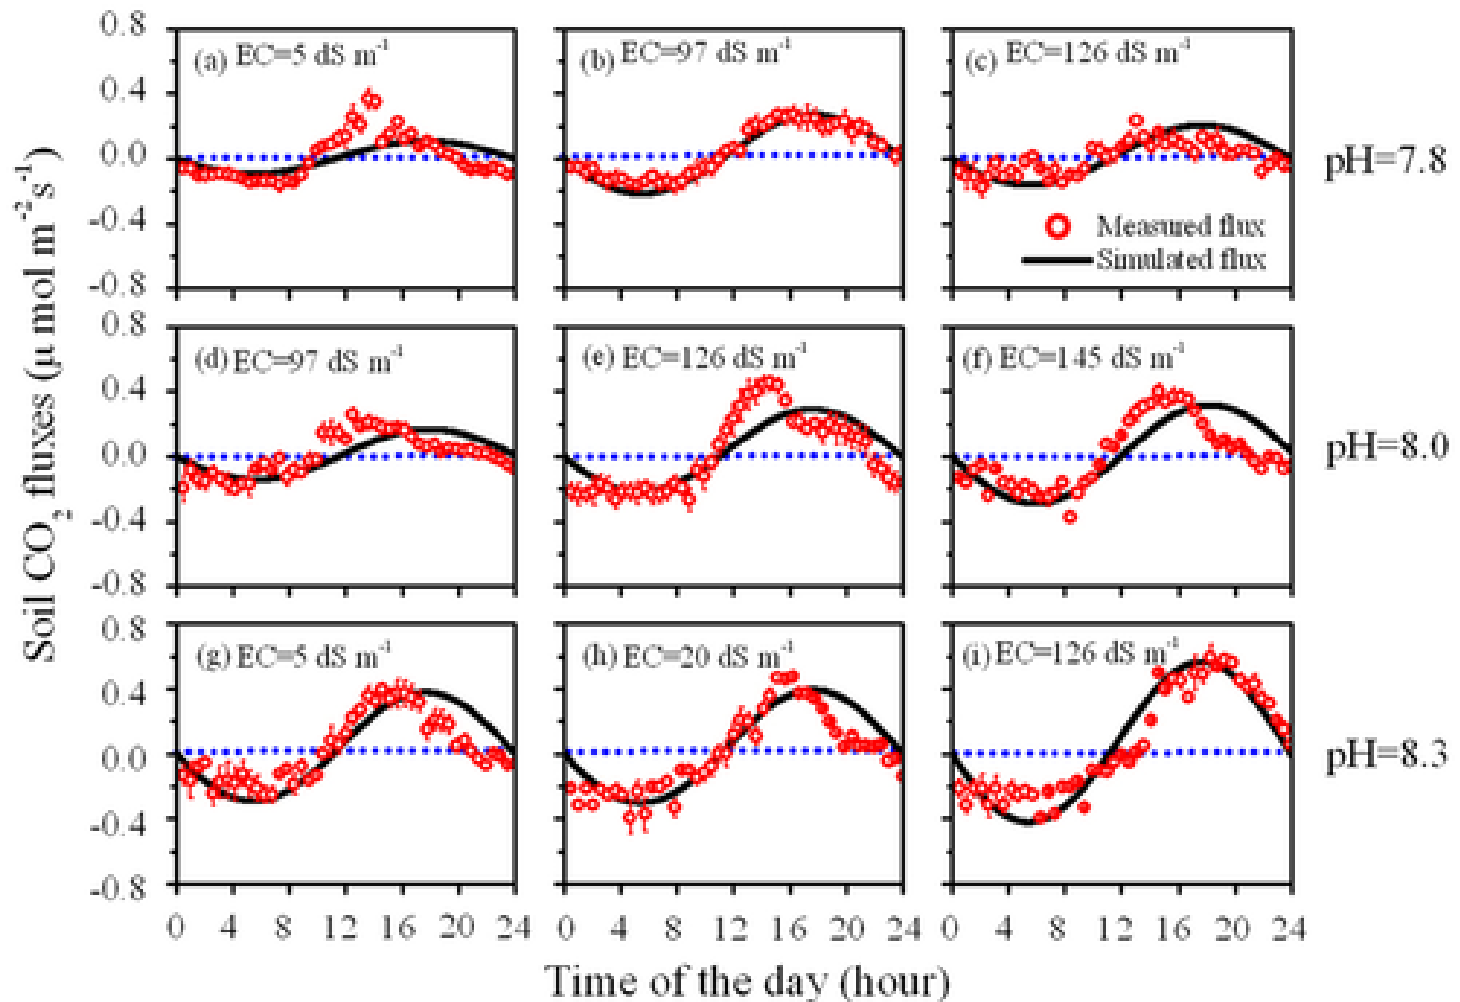 0.8
0.4
0.0
-0.4
-0.8
(a) EC=5 dS m⁻¹
(b) EC=97 dS m⁻¹
(c) EC=126 dS m⁻¹
Measured flux
Simulated flux
pH=7.8
0.8
0.4
0.0
-0.4
-0.8
(d) EC=97 dS m⁻¹
(e) EC=126 dS m⁻¹
(f) EC=145 dS m⁻¹
pH=8.0
0.8
0.4
0.0
-0.4
-0.8
(g) EC=5 dS m⁻¹
(h) EC=20 dS m⁻¹
(i) EC=126 dS m⁻¹
pH=8.3
0 4 8 12 16 20 24
0 4 8 12 16 20 24
0 4 8 12 16 20 24
Time of the day (hour)
Soil CO₂ fluxes (μ mol m⁻² s⁻¹)